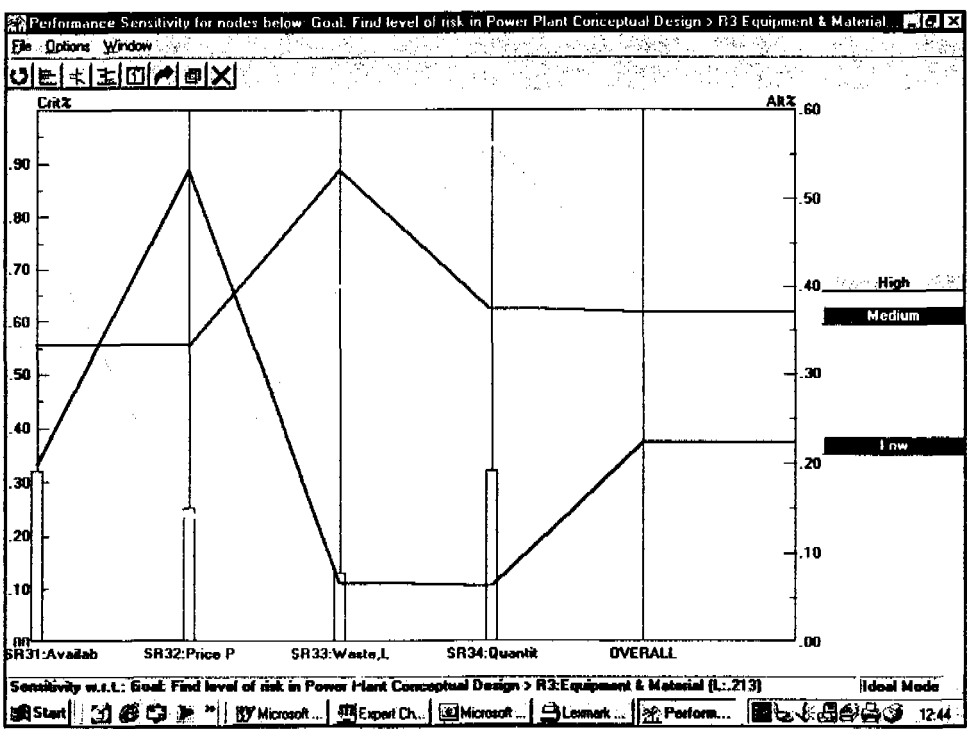 Performance Sensitivity for nodes below: Goal: Find level of risk in Power Plant Conceptual Design > R3 Equipment & Material...
File Options Window
Crit%
Alt%
.60
.90
.80
.50
.70
.40
High
.60
Medium
.50
.30
.40
Low
.30
.20
.20
.10
.10
.00
.00
SR31:Availab SR32:Price P SR33:Waste,L SR34:Quantit OVERALL
Sensitivity w.r.t.: Goal: Find level of risk in Power Plant Conceptual Design > R3:Equipment & Material (L:.213) Ideal Mode
Start Microsoft ... Expert Ch... Microsoft ... Lexmark ... Perform... 12:44